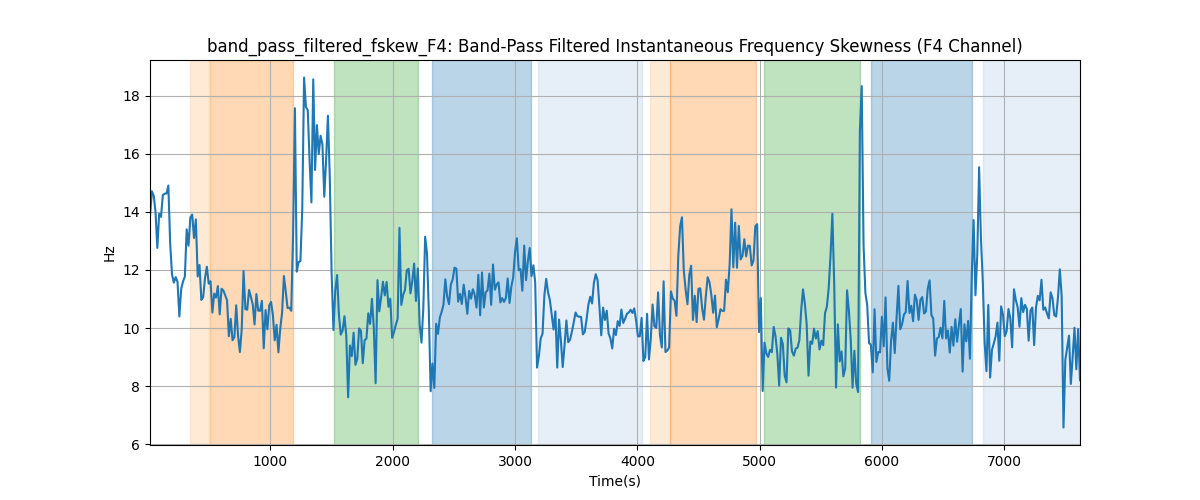 band_pass_filtered_fskew_F4: Band-Pass Filtered Instantaneous Frequency Skewness (F4 Channel)
18
16
14
12
10
8
6
Hz
1000 2000 3000 4000 5000 6000 7000
Time(s)